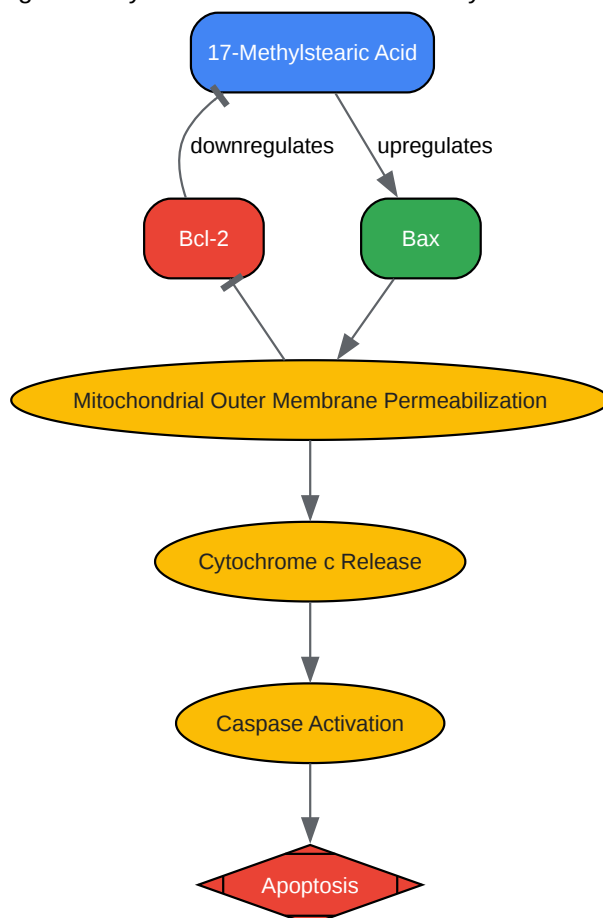 17-Methylstearic Acid
downregulates
upregulates
Bcl-2
Bax
Mitochondrial Outer Membrane Permeabilization
Cytochrome c Release
Caspase Activation
Apoptosis